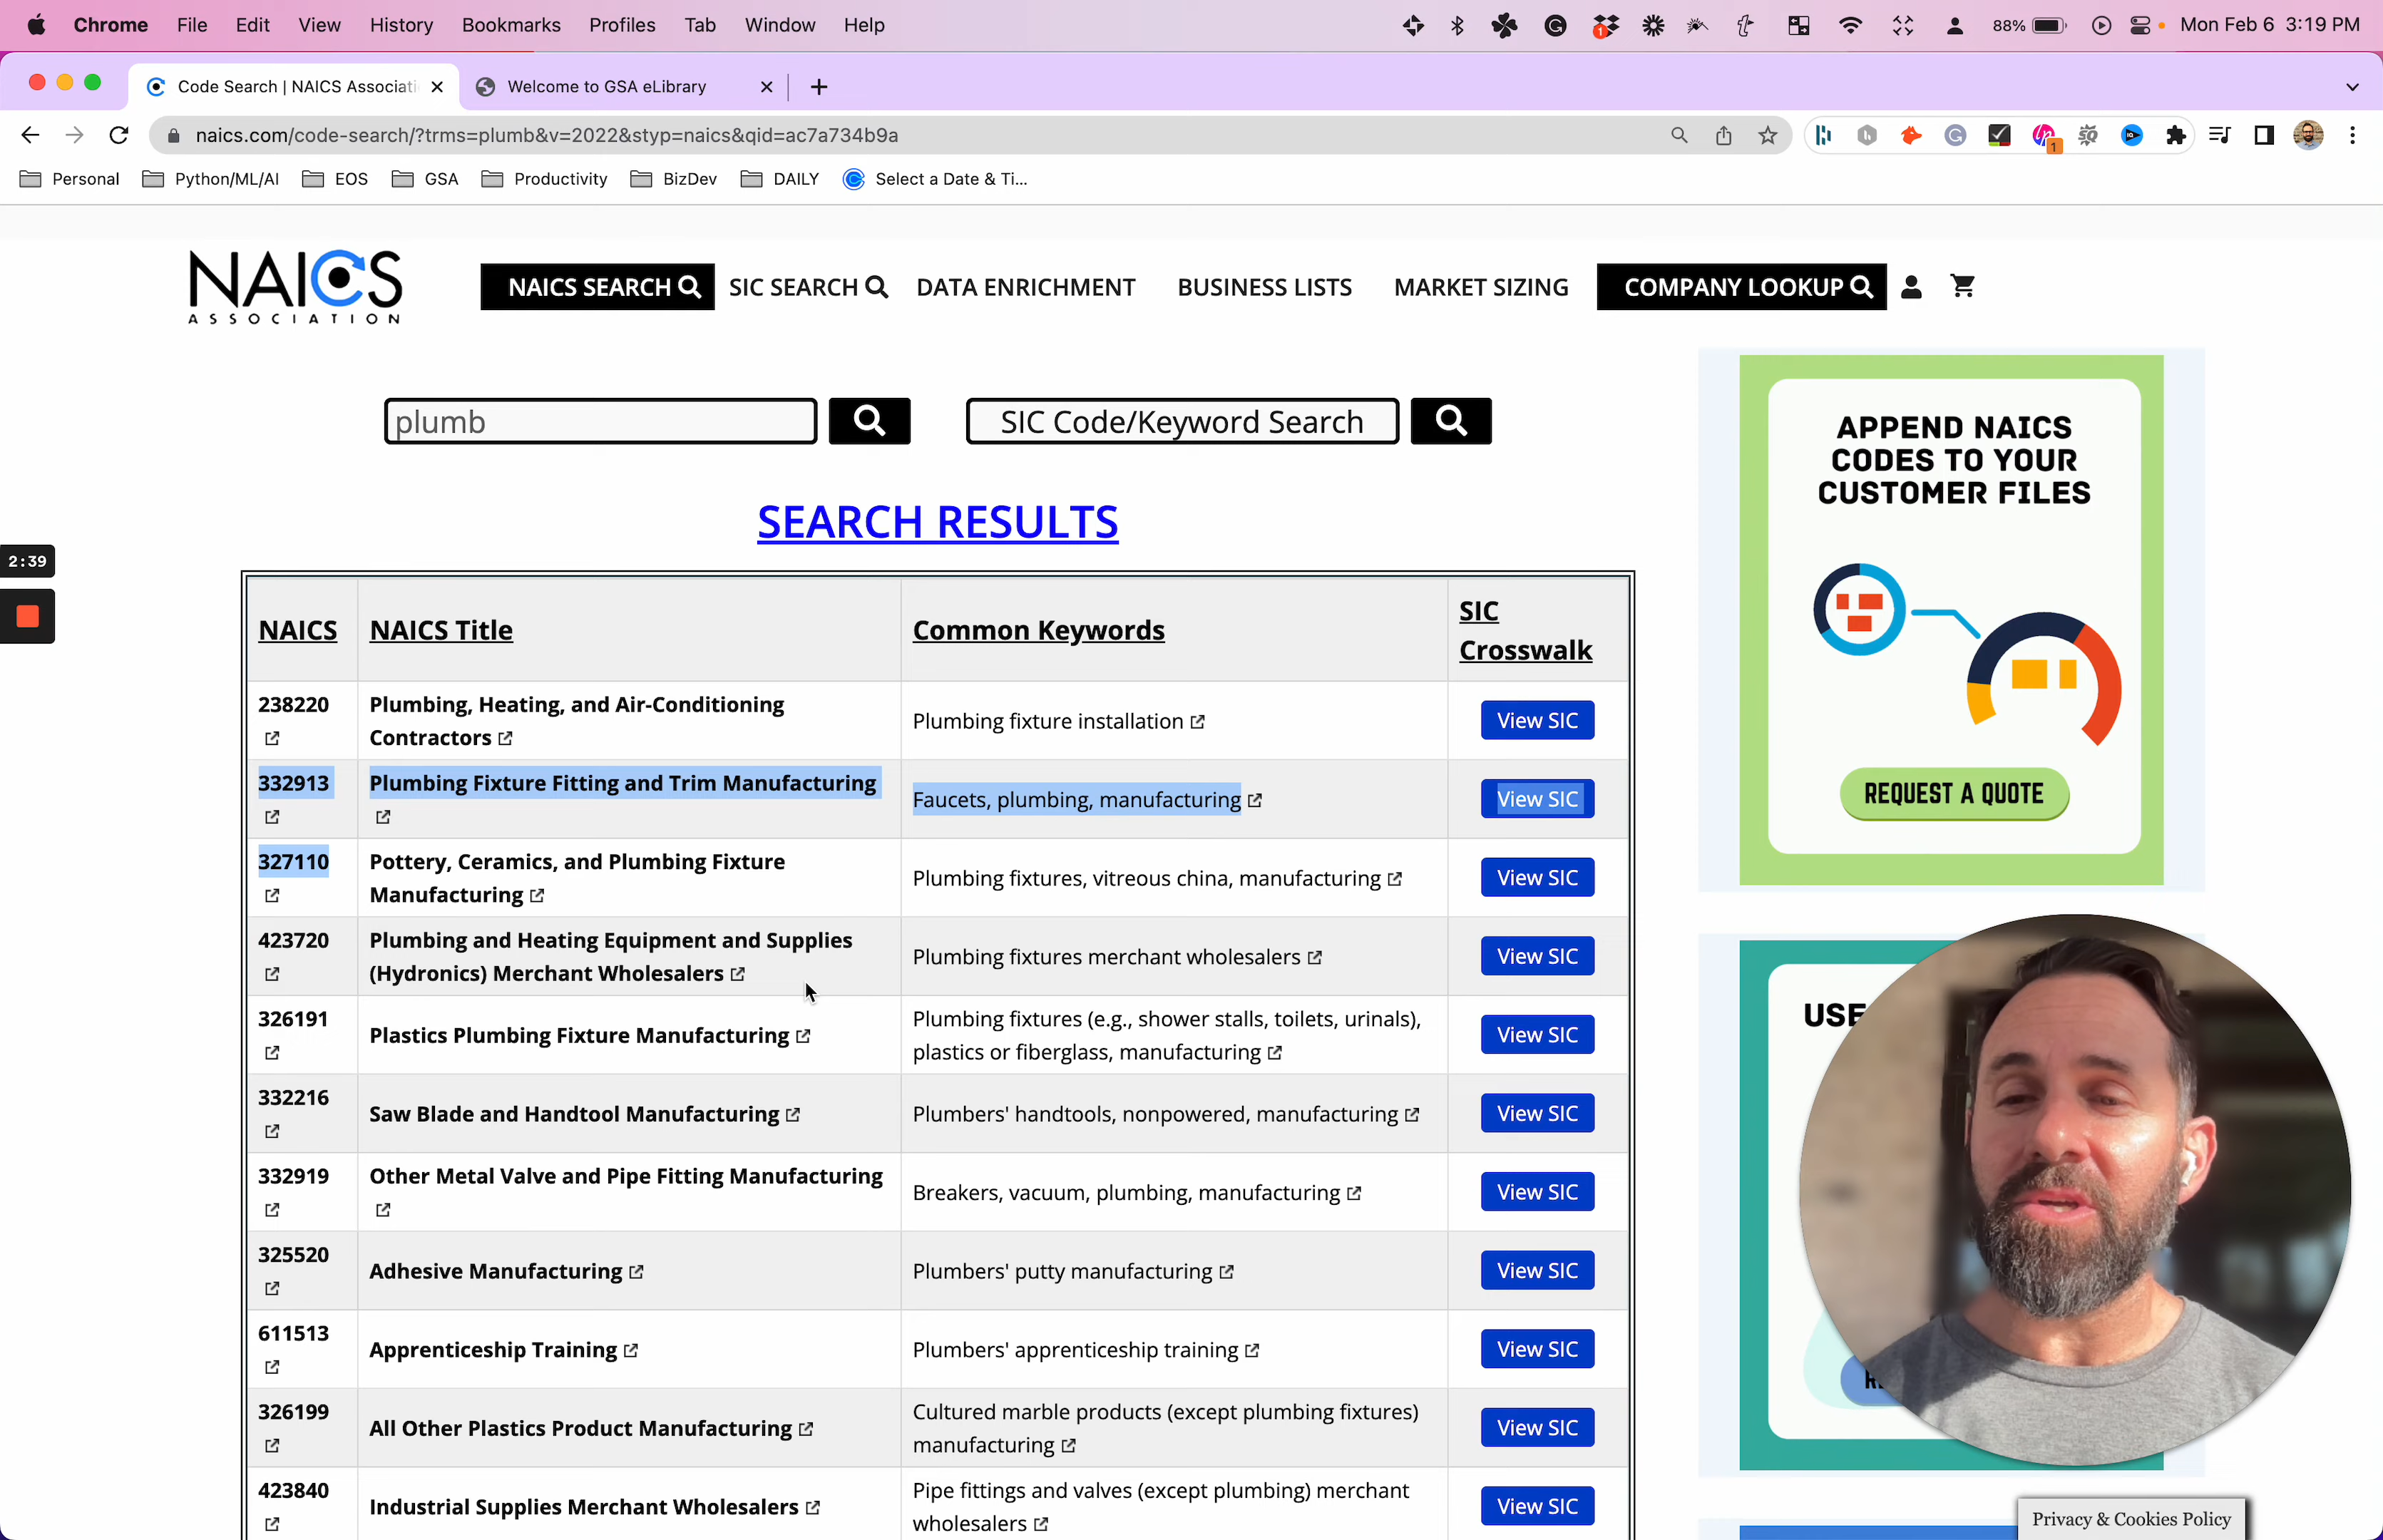 Chrome File Edit View History Bookmarks Profiles Tab Window Help
1
88%
Mon Feb 6 3:19 PM
Code Search | NAICS Associati
Welcome to GSA eLibrary
naics.com/code-search/?trms=plumb&v=2022&styp=naics&qid=ac7a734b9a
1
Personal Python/ML/AI EOS GSA Productivity BizDev DAILY Select a Date & Ti...
NAICS
ASSOCIATION
NAICS SEARCH SIC SEARCH DATA ENRICHMENT BUSINESS LISTS MARKET SIZING COMPANY LOOKUP
plumb
SIC Code/Keyword Search
SEARCH RESULTS
2:39
NAICS
NAICS Title
Common Keywords
SIC
Crosswalk
238220
Plumbing, Heating, and Air-Conditioning
Contractors
Plumbing fixture installation
View SIC
332913
Plumbing Fixture Fitting and Trim Manufacturing
Faucets, plumbing, manufacturing
View SIC
327110
Pottery, Ceramics, and Plumbing Fixture
Manufacturing
Plumbing fixtures, vitreous china, manufacturing
View SIC
423720
Plumbing and Heating Equipment and Supplies
(Hydronics) Merchant Wholesalers
Plumbing fixtures merchant wholesalers
View SIC
326191
Plastics Plumbing Fixture Manufacturing
Plumbing fixtures (e.g., shower stalls, toilets, urinals),
plastics or fiberglass, manufacturing
View SIC
332216
Saw Blade and Handtool Manufacturing
Plumbers' handtools, nonpowered, manufacturing
View SIC
332919
Other Metal Valve and Pipe Fitting Manufacturing
Breakers, vacuum, plumbing, manufacturing
View SIC
325520
Adhesive Manufacturing
Plumbers' putty manufacturing
View SIC
611513
Apprenticeship Training
Plumbers' apprenticeship training
View SIC
326199
All Other Plastics Product Manufacturing
Cultured marble products (except plumbing fixtures)
manufacturing
View SIC
423840
Industrial Supplies Merchant Wholesalers
Pipe fittings and valves (except plumbing) merchant
wholesalers
View SIC
APPEND NAICS
CODES TO YOUR
CUSTOMER FILES
REQUEST A QUOTE
USE
Privacy & Cookies Policy